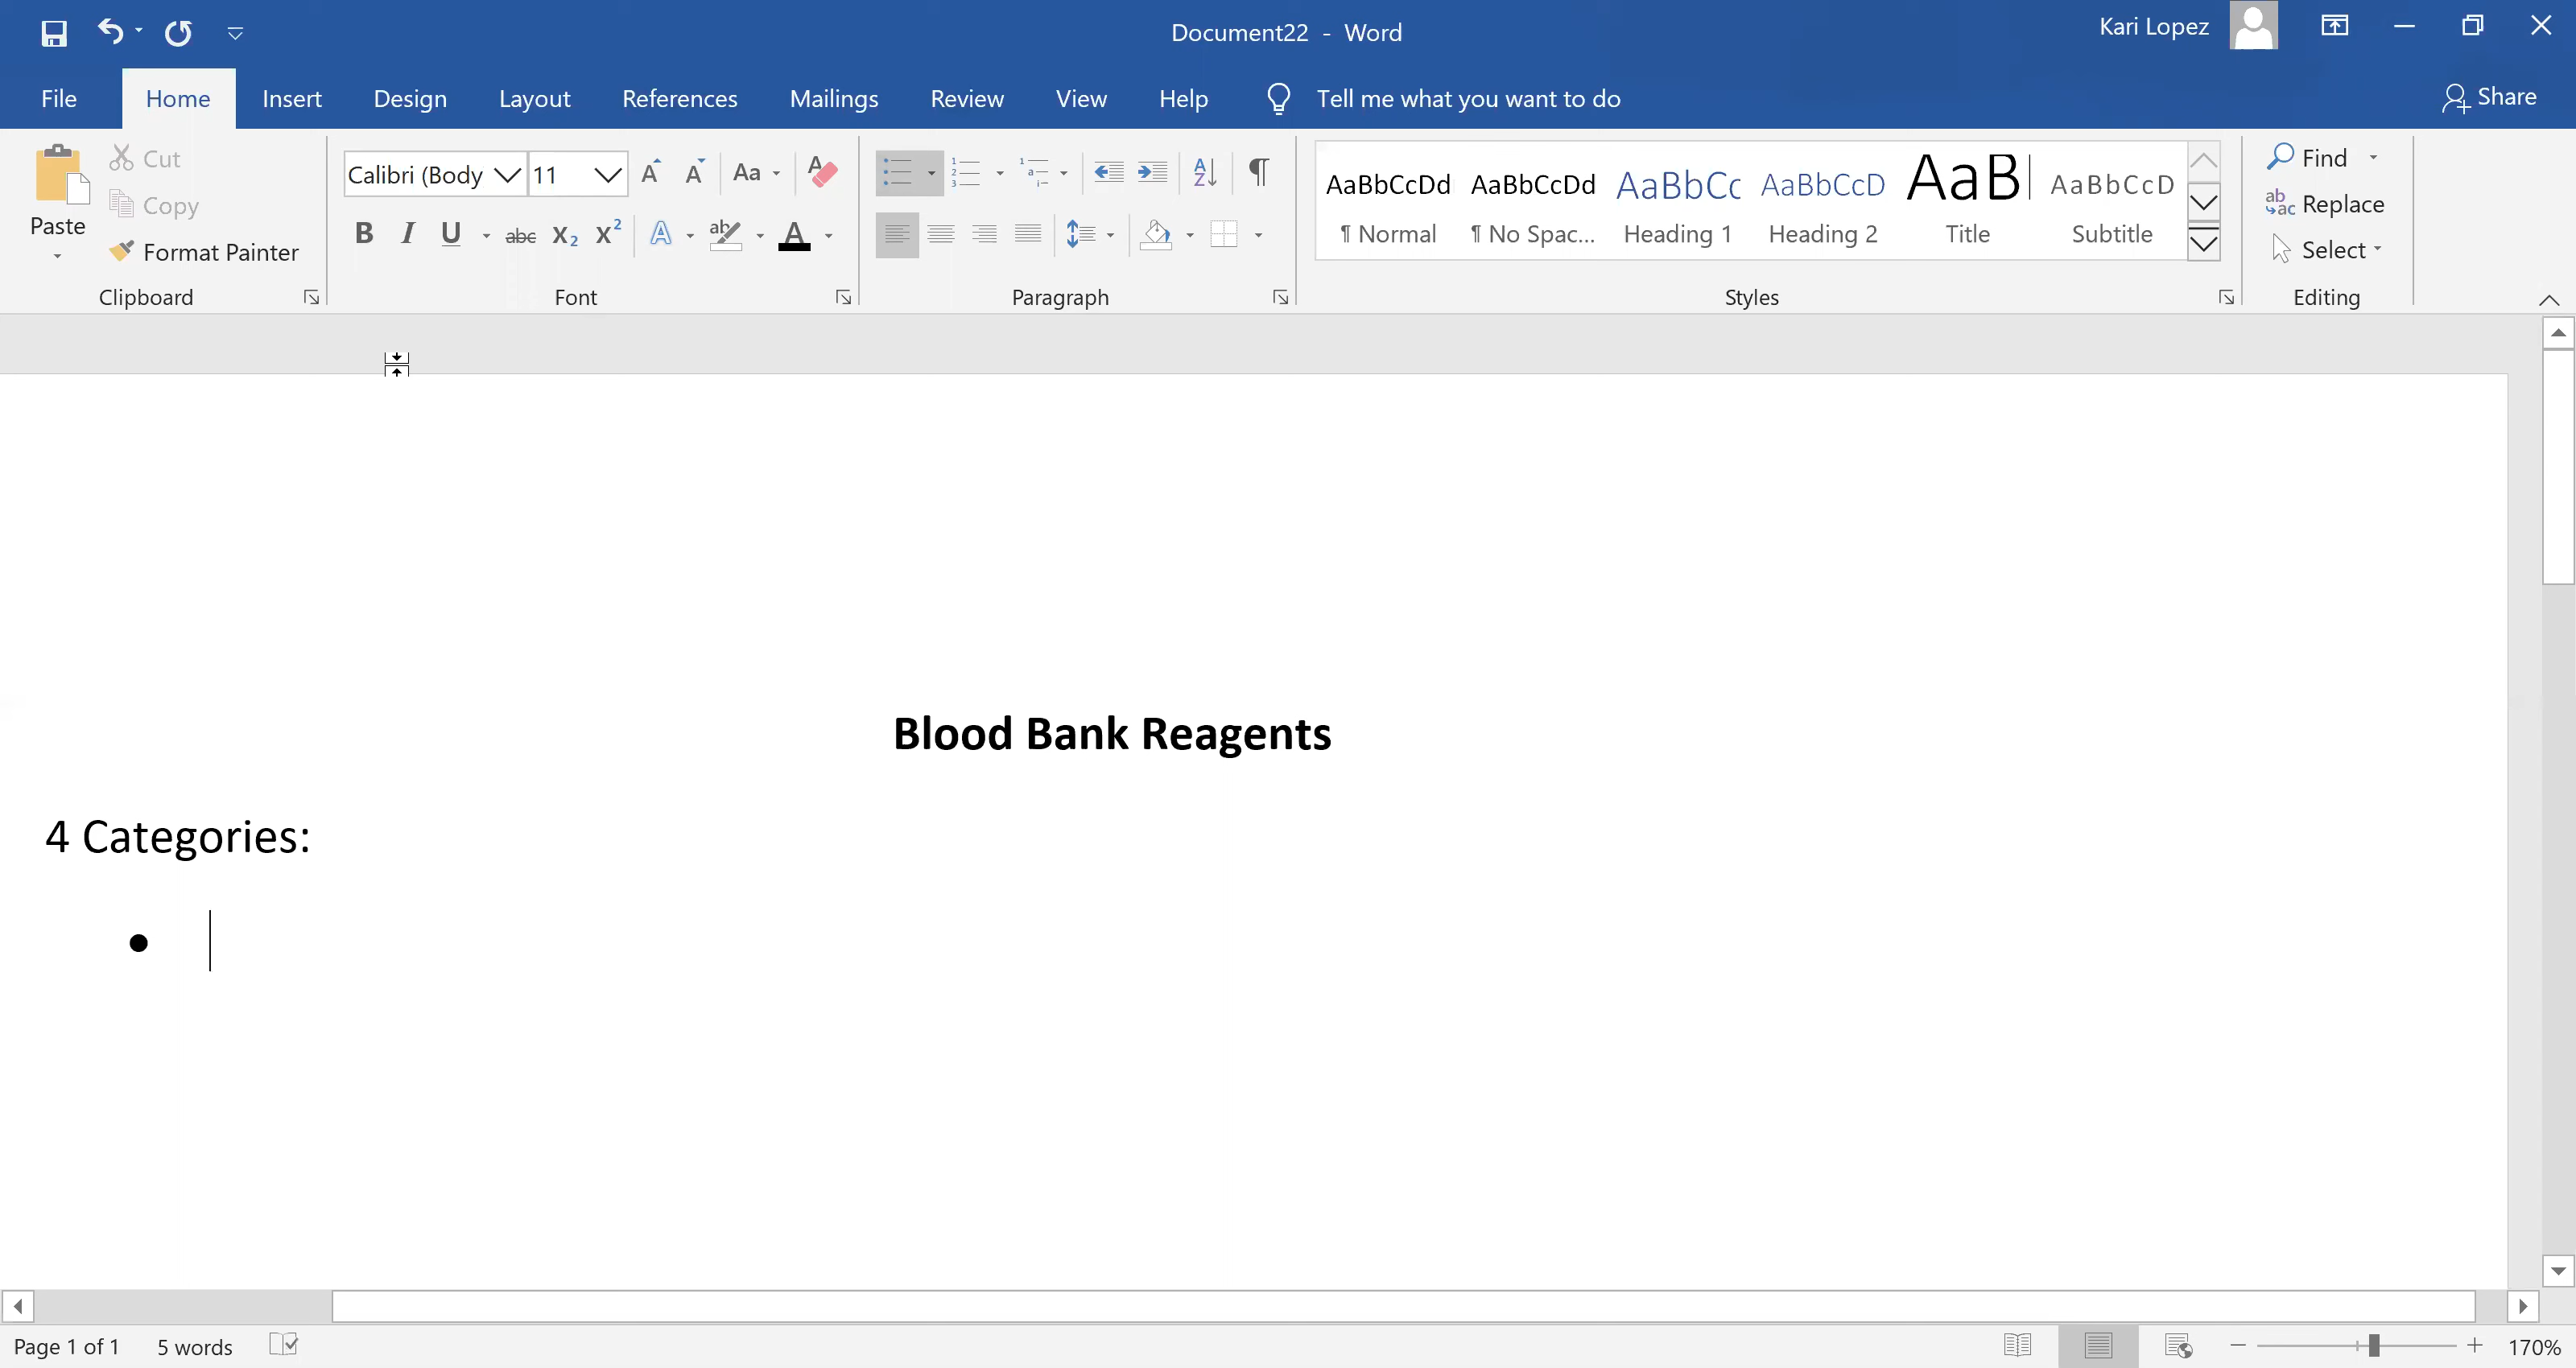 Document22 - Word
Kari Lopez
File Home Insert Design Layout References Mailings Review View Help Tell me what you want to do Share
Paste
Cut
Copy
Format Painter
Clipboard
Calibri (Body 11
Aa
B I U abc X2 X2 A ab A
Font
Paragraph
AaBbCcDd AaBbCcDd AaBbCc AaBbCcD AaB AaBbCcD
¶ Normal ¶ No Spac... Heading 1 Heading 2 Title Subtitle
Styles
Find
Replace
Select
Editing
Blood Bank Reagents
4 Categories:
Page 1 of 1 5 words 170%